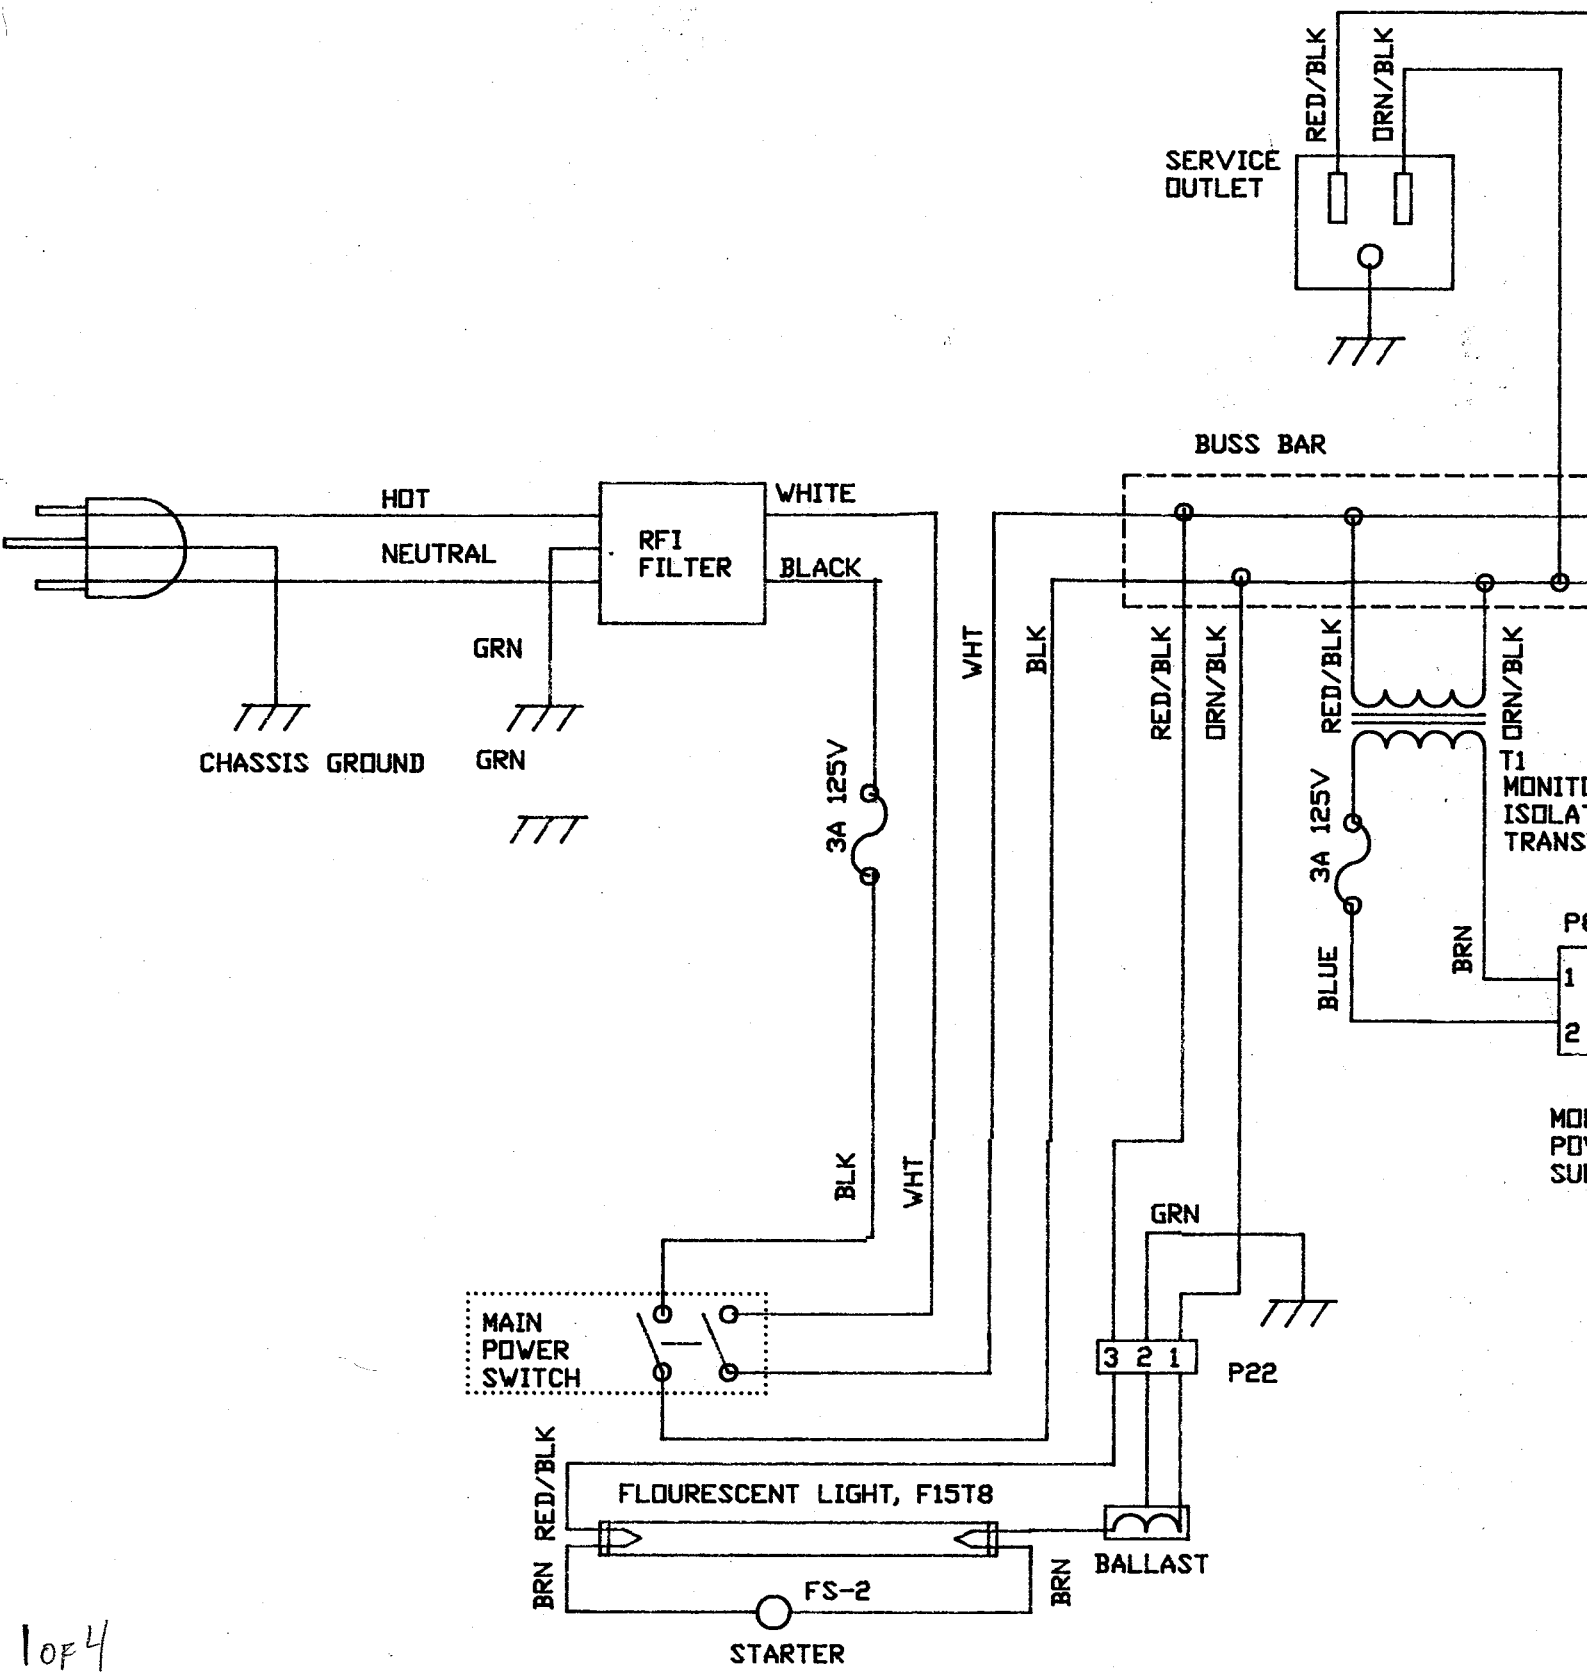 RED/BLK
ORN/BLK
SERVICE
OUTLET
BUSS BAR
HOT
WHITE
NEUTRAL
RFI
FILTER
BLACK
GRN
WHT
BLK
RED/BLK
ORN/BLK
RED/BLK
ORN/BLK
CHASSIS GROUND
GRN
3A 125V
T1
3A 125V
BLUE
BRN
1
2
BLK
WHT
GRN
MAIN
POWER
SWITCH
3 2 1
P22
RED/BLK
FLOURESCENT LIGHT, F15T8
BRN
FS-2
BRN
BALLAST
STARTER
1 OF 4